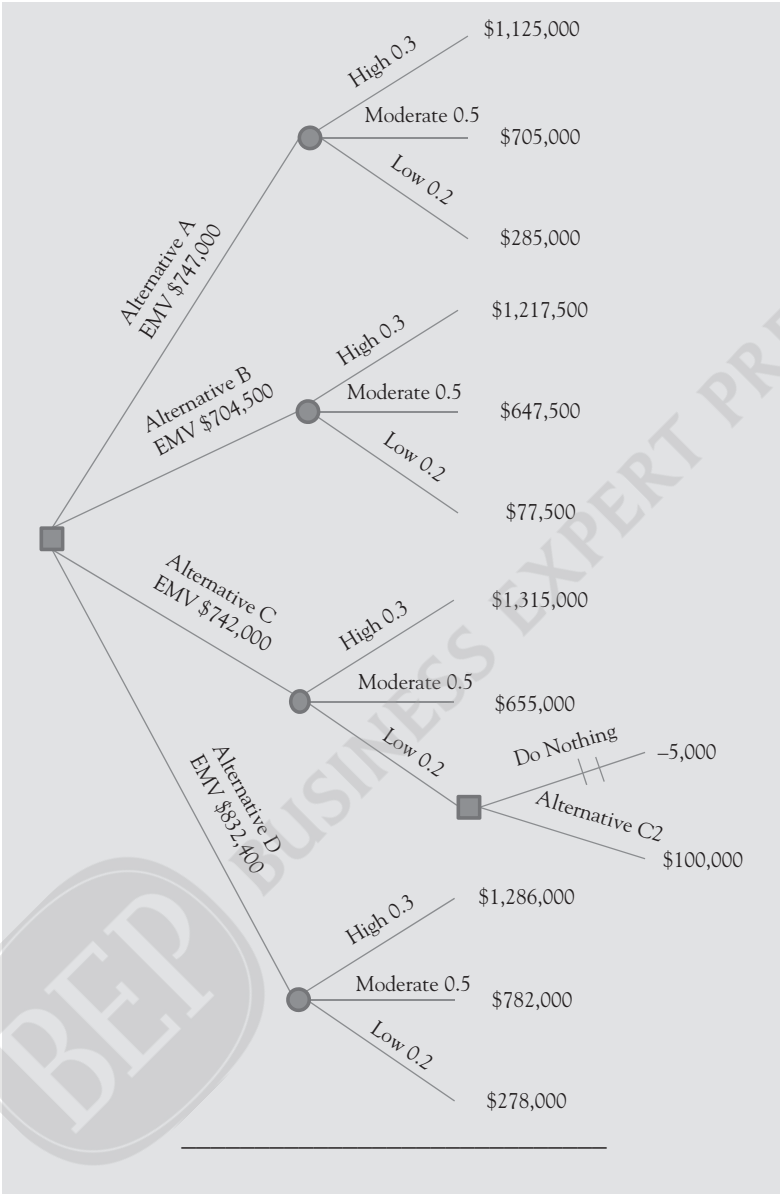 $1,125,000
High 0.3
Moderate 0.5
$705,000
Low 0.2
$285,000
Alternative A
EMV $747,000
$1,217,500
High 0.3
Alternative B
EMV $704,500
Moderate 0.5
$647,500
Low 0.2
$77,500
Alternative C
EMV $742,000
$1,315,000
High 0.3
Moderate 0.5
$655,000
Low 0.2
Do Nothing
–5,000
Alternative C2
$100,000
Alternative D
EMV $832,400
$1,286,000
High 0.3
Moderate 0.5
$782,000
Low 0.2
$278,000
BEP
BUSINESS EXPERT